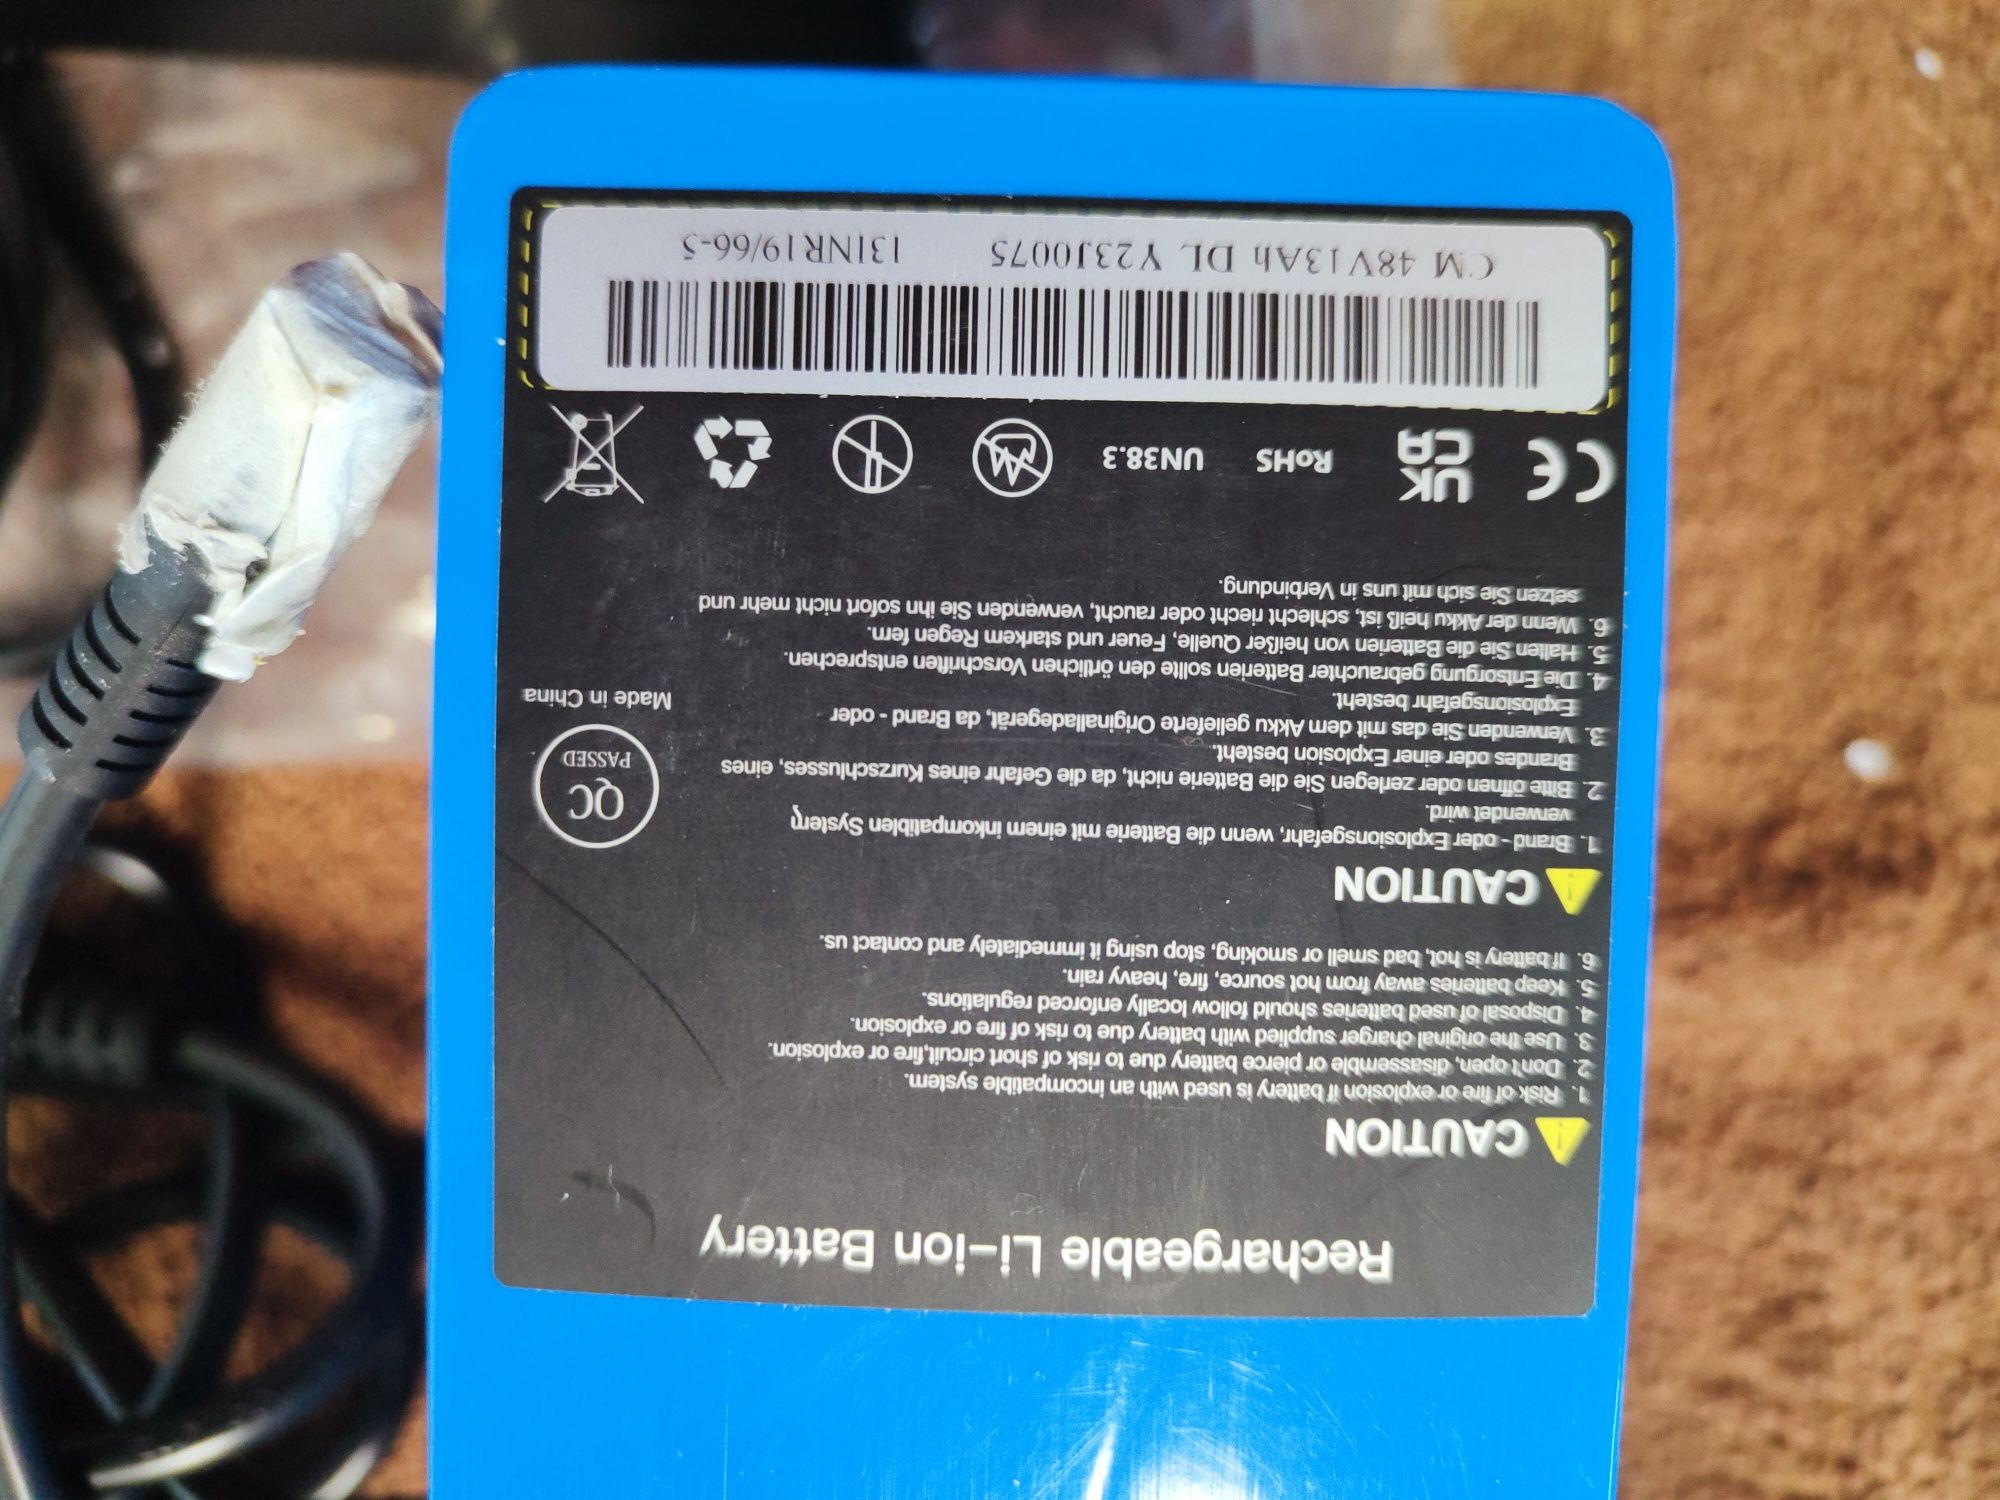 Rechargeable Li-ion Battery
CAUTION
1. Risk of fire or explosion if battery is used with an incompatible system.
2. Don't open, disassemble or pierce battery due to risk of short circuit,fire or explosion.
3. Use the original charger supplied with battery due to risk of fire or explosion.
4. Disposal of used batteries should follow locally enforced regulations.
5. Keep batteries away from hot source, fire, heavy rain.
6. If battery is hot, bad smell or smoking, stop using it immediately and contact us.
CAUTION
1. Brand - oder Explosionsgefahr, wenn die Batterie mit einem inkompatiblen System
verwendet wird.
2. Bitte öffnen oder zerlegen Sie die Batterie nicht, da die Gefahr eines Kurzschlusses, eines
Brandes oder einer Explosion besteht.
3. Verwenden Sie das mit dem Akku gelieferte Originalladegerät, da Brand - oder
Explosionsgefahr besteht.
4. Die Entsorgung gebrauchter Batterien sollte den örtlichen Vorschriften entsprechen.
5. Halten Sie die Batterien von heißer Quelle, Feuer und starkem Regen fern.
6. Wenn der Akku heiß ist, schlecht riecht oder raucht, verwenden Sie ihn sofort nicht mehr und
setzen Sie sich mit uns in Verbindung.
QC
PASSED
Made in China
CE
UK
CA
RoHS
UN38.3
CM 48V13Ah DL Y23J0075 13INR19/66-5